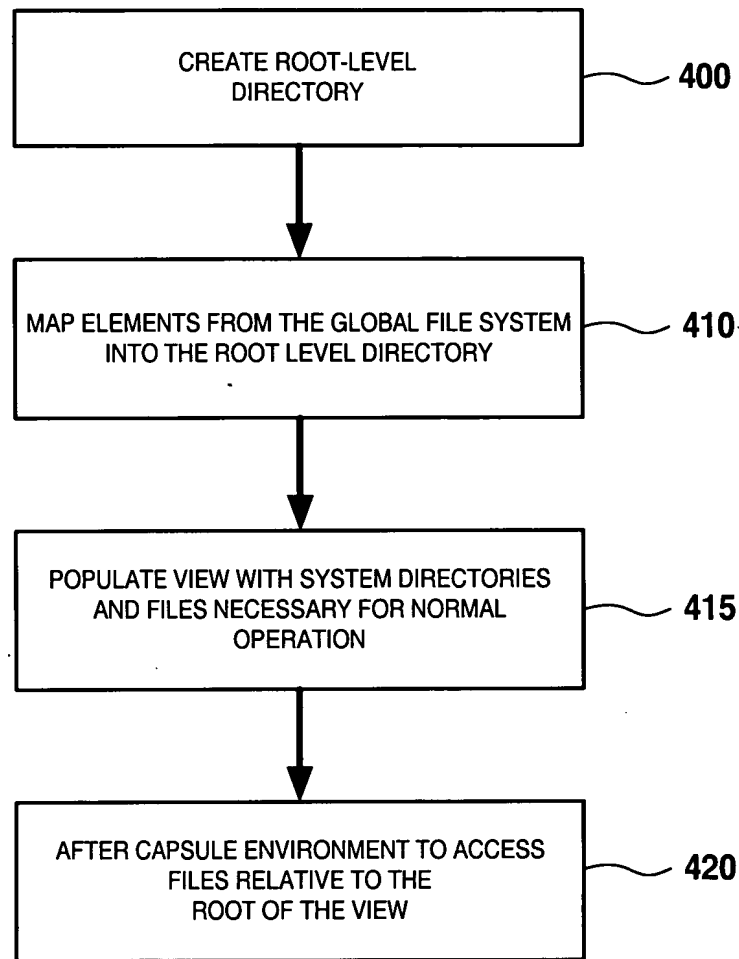 CREATE ROOT-LEVEL
DIRECTORY
400
MAP ELEMENTS FROM THE GLOBAL FILE SYSTEM
INTO THE ROOT LEVEL DIRECTORY
410
POPULATE VIEW WITH SYSTEM DIRECTORIES
AND FILES NECESSARY FOR NORMAL
OPERATION
415
AFTER CAPSULE ENVIRONMENT TO ACCESS
FILES RELATIVE TO THE
ROOT OF THE VIEW
420